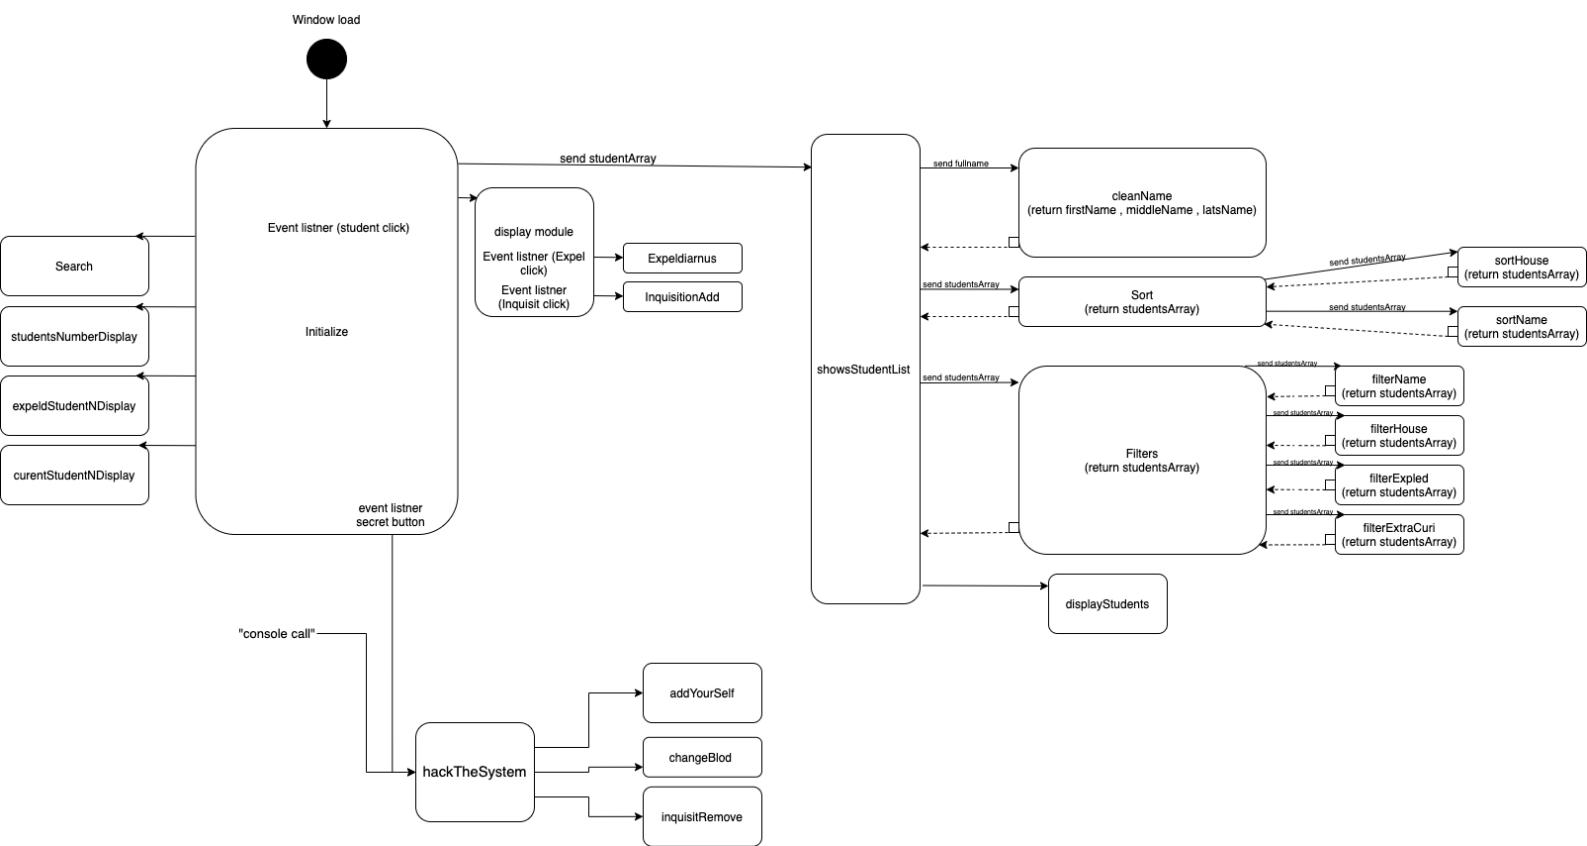 Window load
send studentArray
Event listner (student click)
Initialize
event listner
secret button
Search
studentsNumberDisplay
expeldStudentNDisplay
curentStudentNDisplay
display module
Event listner (Expel
click)
Event listner
(Inquisit click)
Expeldiarnus
InquisitionAdd
showsStudentList
send fullname
cleanName
(return firstName , middleName , latsName)
send studentsArray
Sort
(return studentsArray)
send studentsArray
sortHouse
(return studentsArray)
send studentsArray
sortName
(return studentsArray)
send studentsArray
Filters
(return studentsArray)
send studentsArray
filterName
(return studentsArray)
send studentsArray
filterHouse
(return studentsArray)
send studentsArray
filterExpled
(return studentsArray)
send studentsArray
filterExtraCuri
(return studentsArray)
displayStudents
"console call"
hackTheSystem
addYourSelf
changeBlod
inquisitRemove